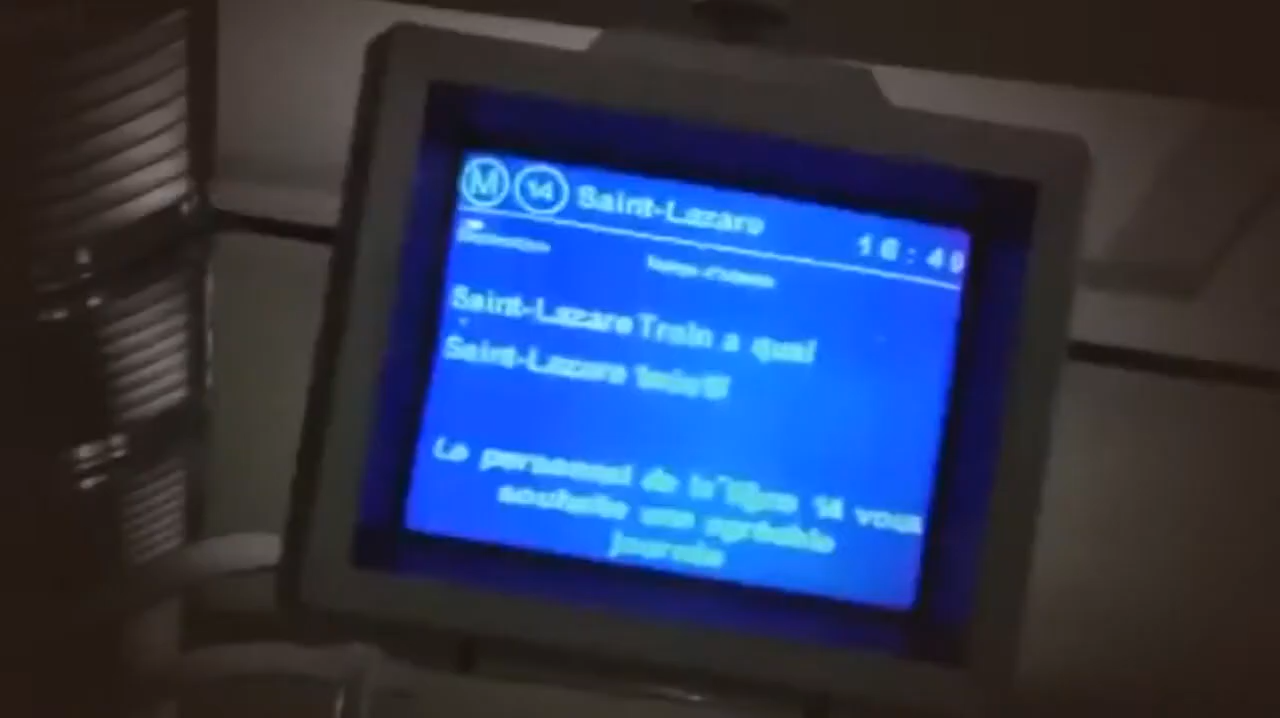 M 14 Saint-Lazare 16:49
Saint-Lazare Train a quai
Saint-Lazare
Le personnel de la ligne 14 vous
souhaite une agréable
journée